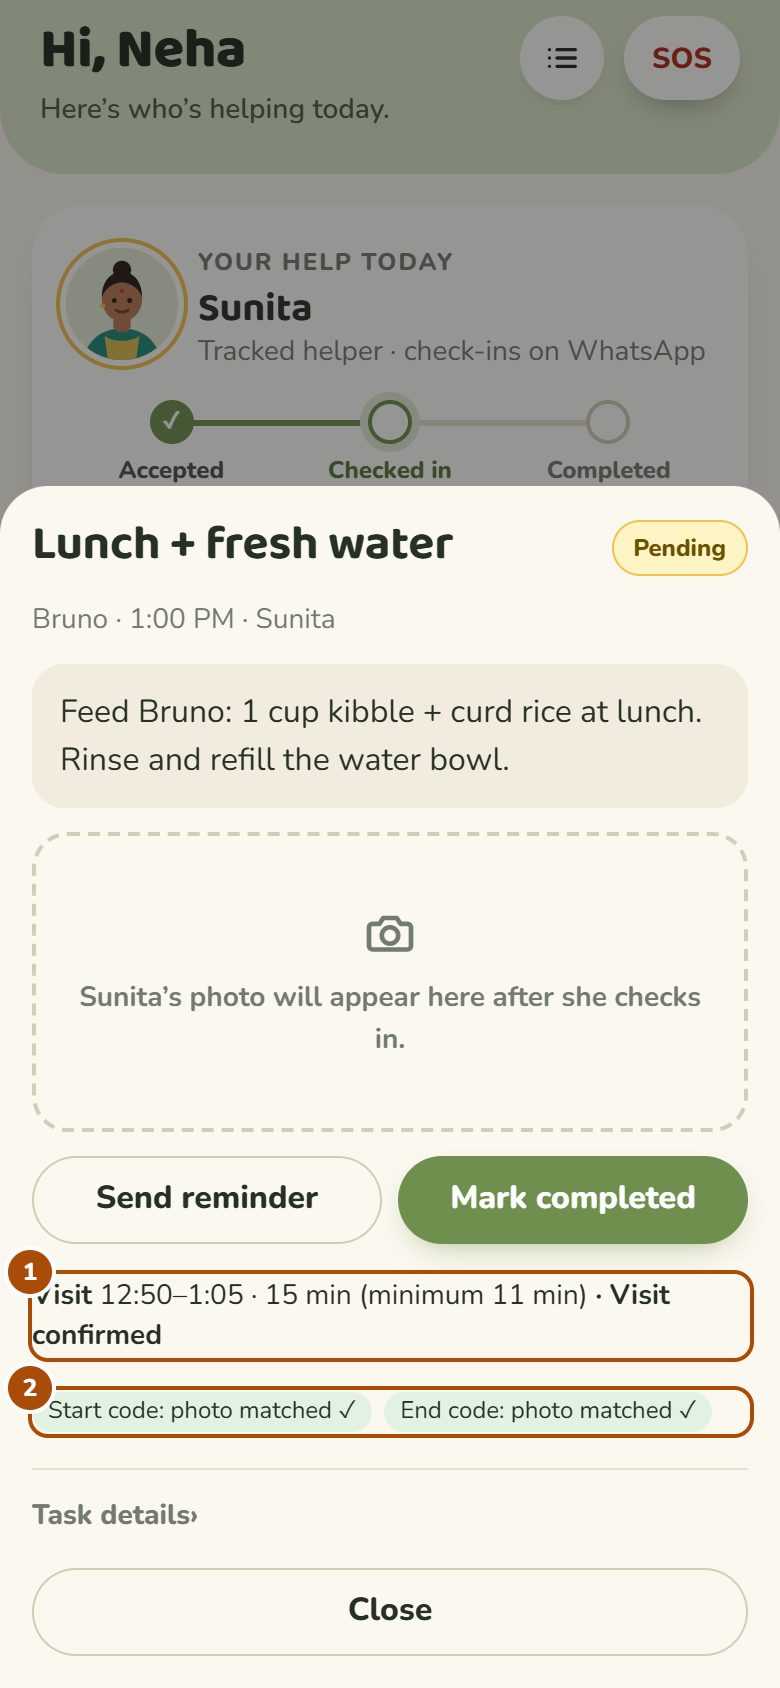 Hi, Neha
SOS
Here’s who’s helping today.
YOUR HELP TODAY
Sunita
Tracked helper · check-ins on WhatsApp
✓
Accepted
Checked in
Completed
Lunch + fresh water
Pending
Bruno · 1:00 PM · Sunita
Feed Bruno: 1 cup kibble + curd rice at lunch.
Rinse and refill the water bowl.
Sunita’s photo will appear here after she checks
in.
Send reminder
Mark completed
1
Visit 12:50–1:05 · 15 min (minimum 11 min) · Visit
confirmed
2
Start code: photo matched ✓
End code: photo matched ✓
Task details›
Close